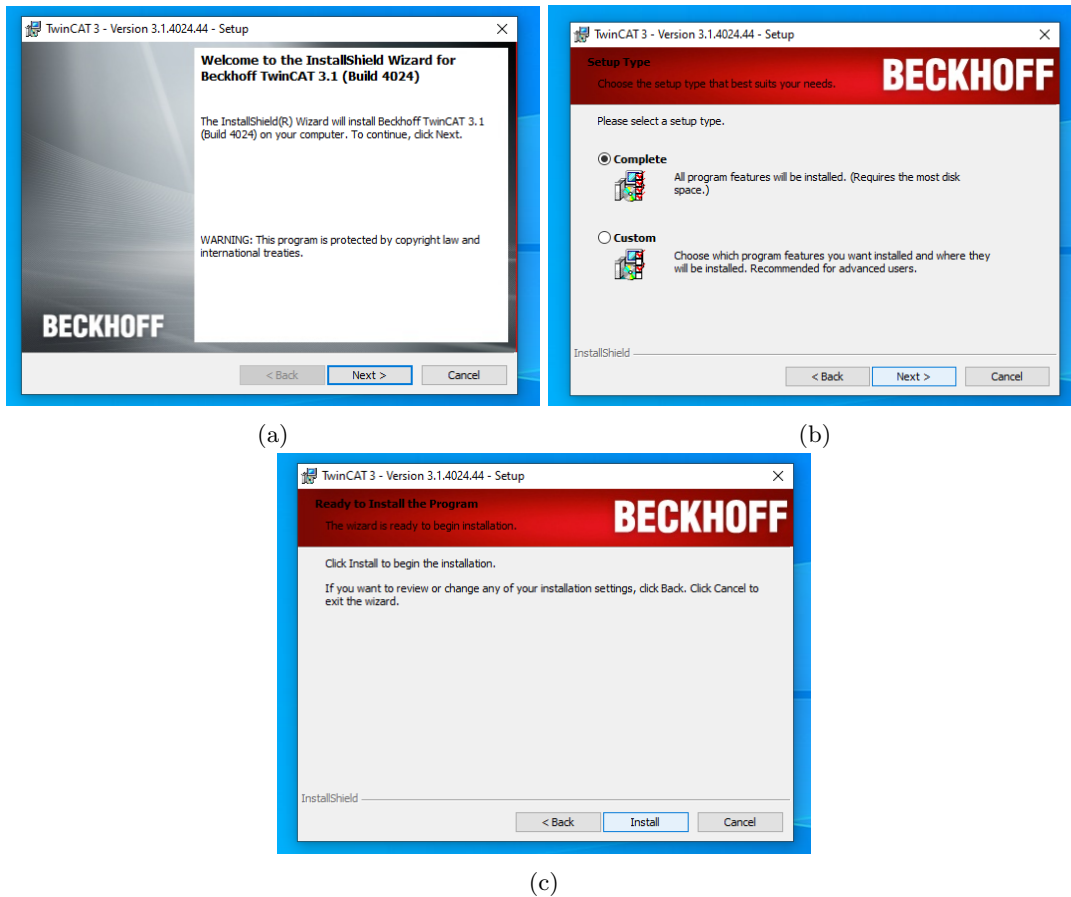 TwinCAT 3 - Version 3.1.4024.44 - Setup
Welcome to the InstallShield Wizard for
Beckhoff TwinCAT 3.1 (Build 4024)
The InstallShield(R) Wizard will install Beckhoff TwinCAT 3.1
(Build 4024) on your computer. To continue, click Next.
WARNING: This program is protected by copyright law and
international treaties.
BECKHOFF
< Back
Next >
Cancel
(a)
TwinCAT 3 - Version 3.1.4024.44 - Setup
Setup Type
Choose the setup type that best suits your needs.
BECKHOFF
Please select a setup type.
Complete
All program features will be installed. (Requires the most disk
space.)
Custom
Choose which program features you want installed and where they
will be installed. Recommended for advanced users.
InstallShield
< Back
Next >
Cancel
(b)
TwinCAT 3 - Version 3.1.4024.44 - Setup
Ready to Install the Program
The wizard is ready to begin installation.
BECKHOFF
Click Install to begin the installation.
If you want to review or change any of your installation settings, click Back. Click Cancel to
exit the wizard.
InstallShield
< Back
Install
Cancel
(c)